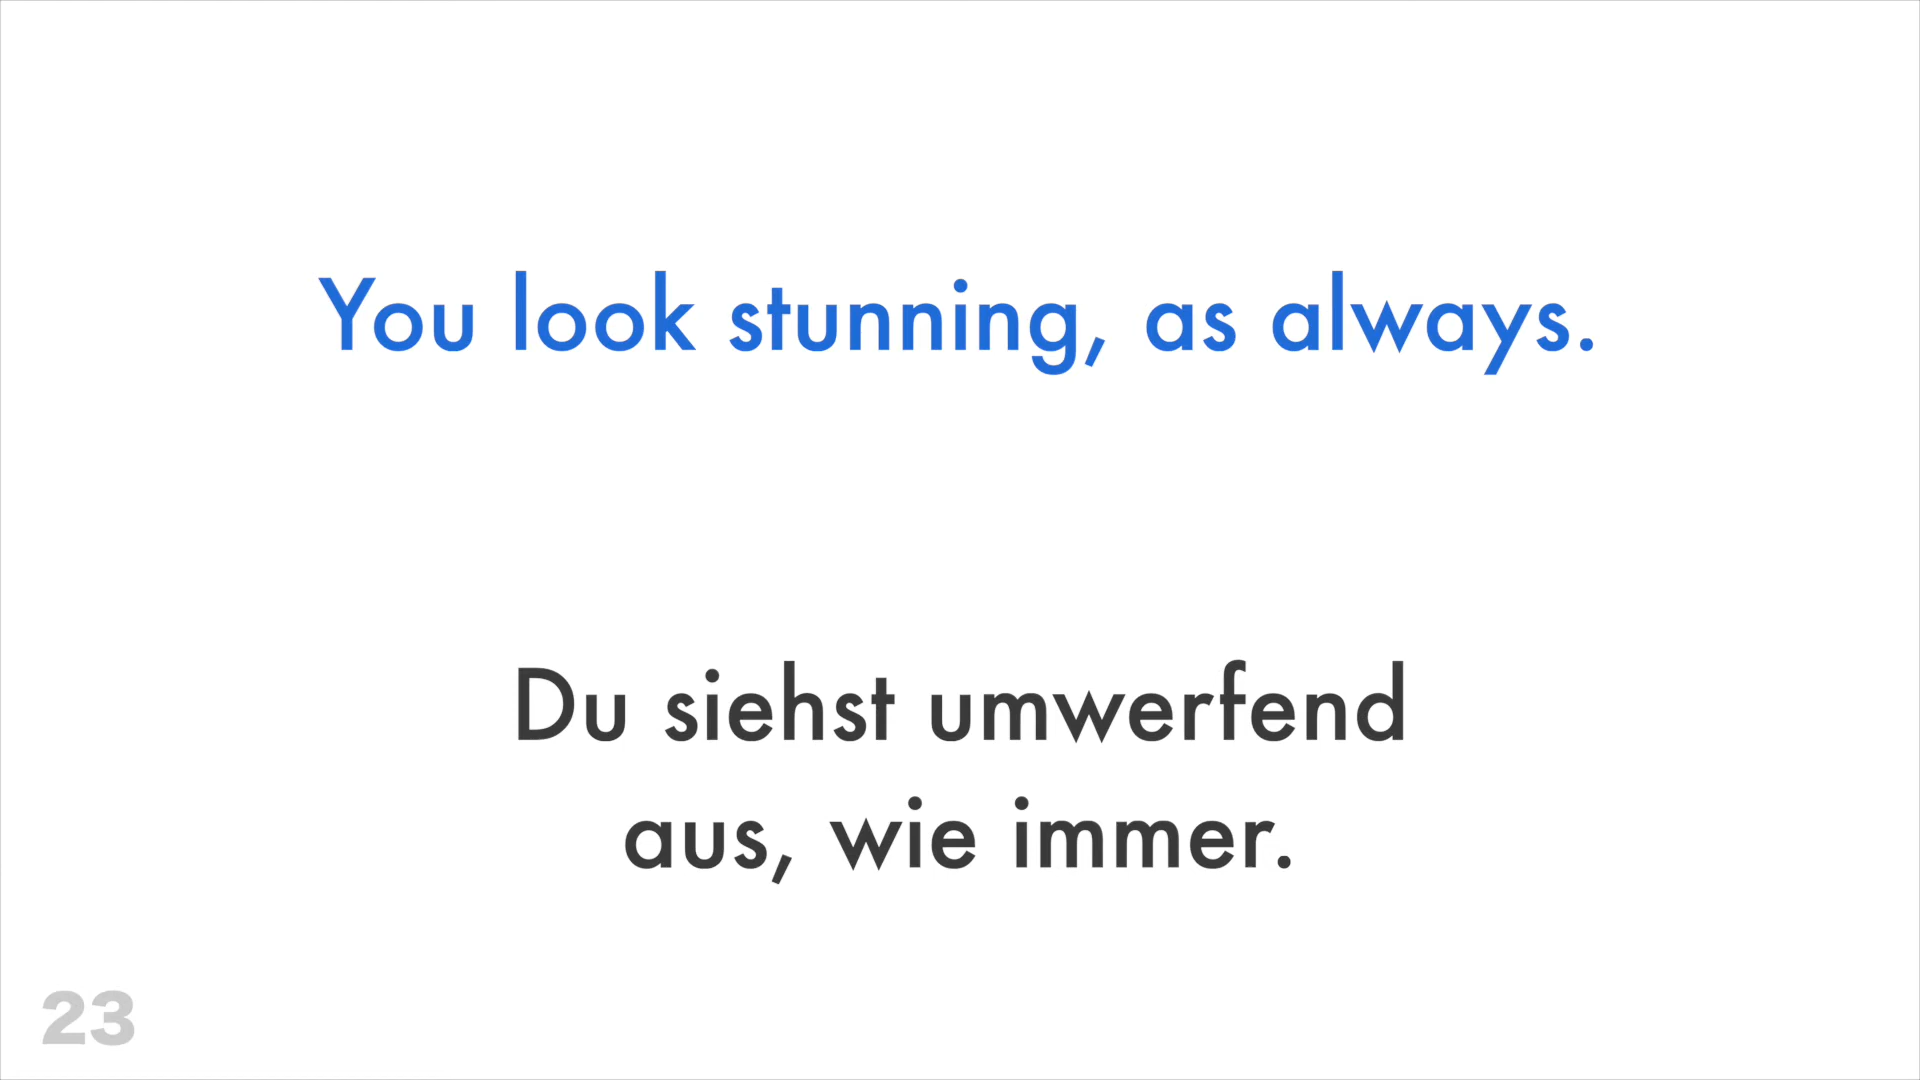 You look stunning, as always.
Du siehst umwerfend
aus, wie immer.
23